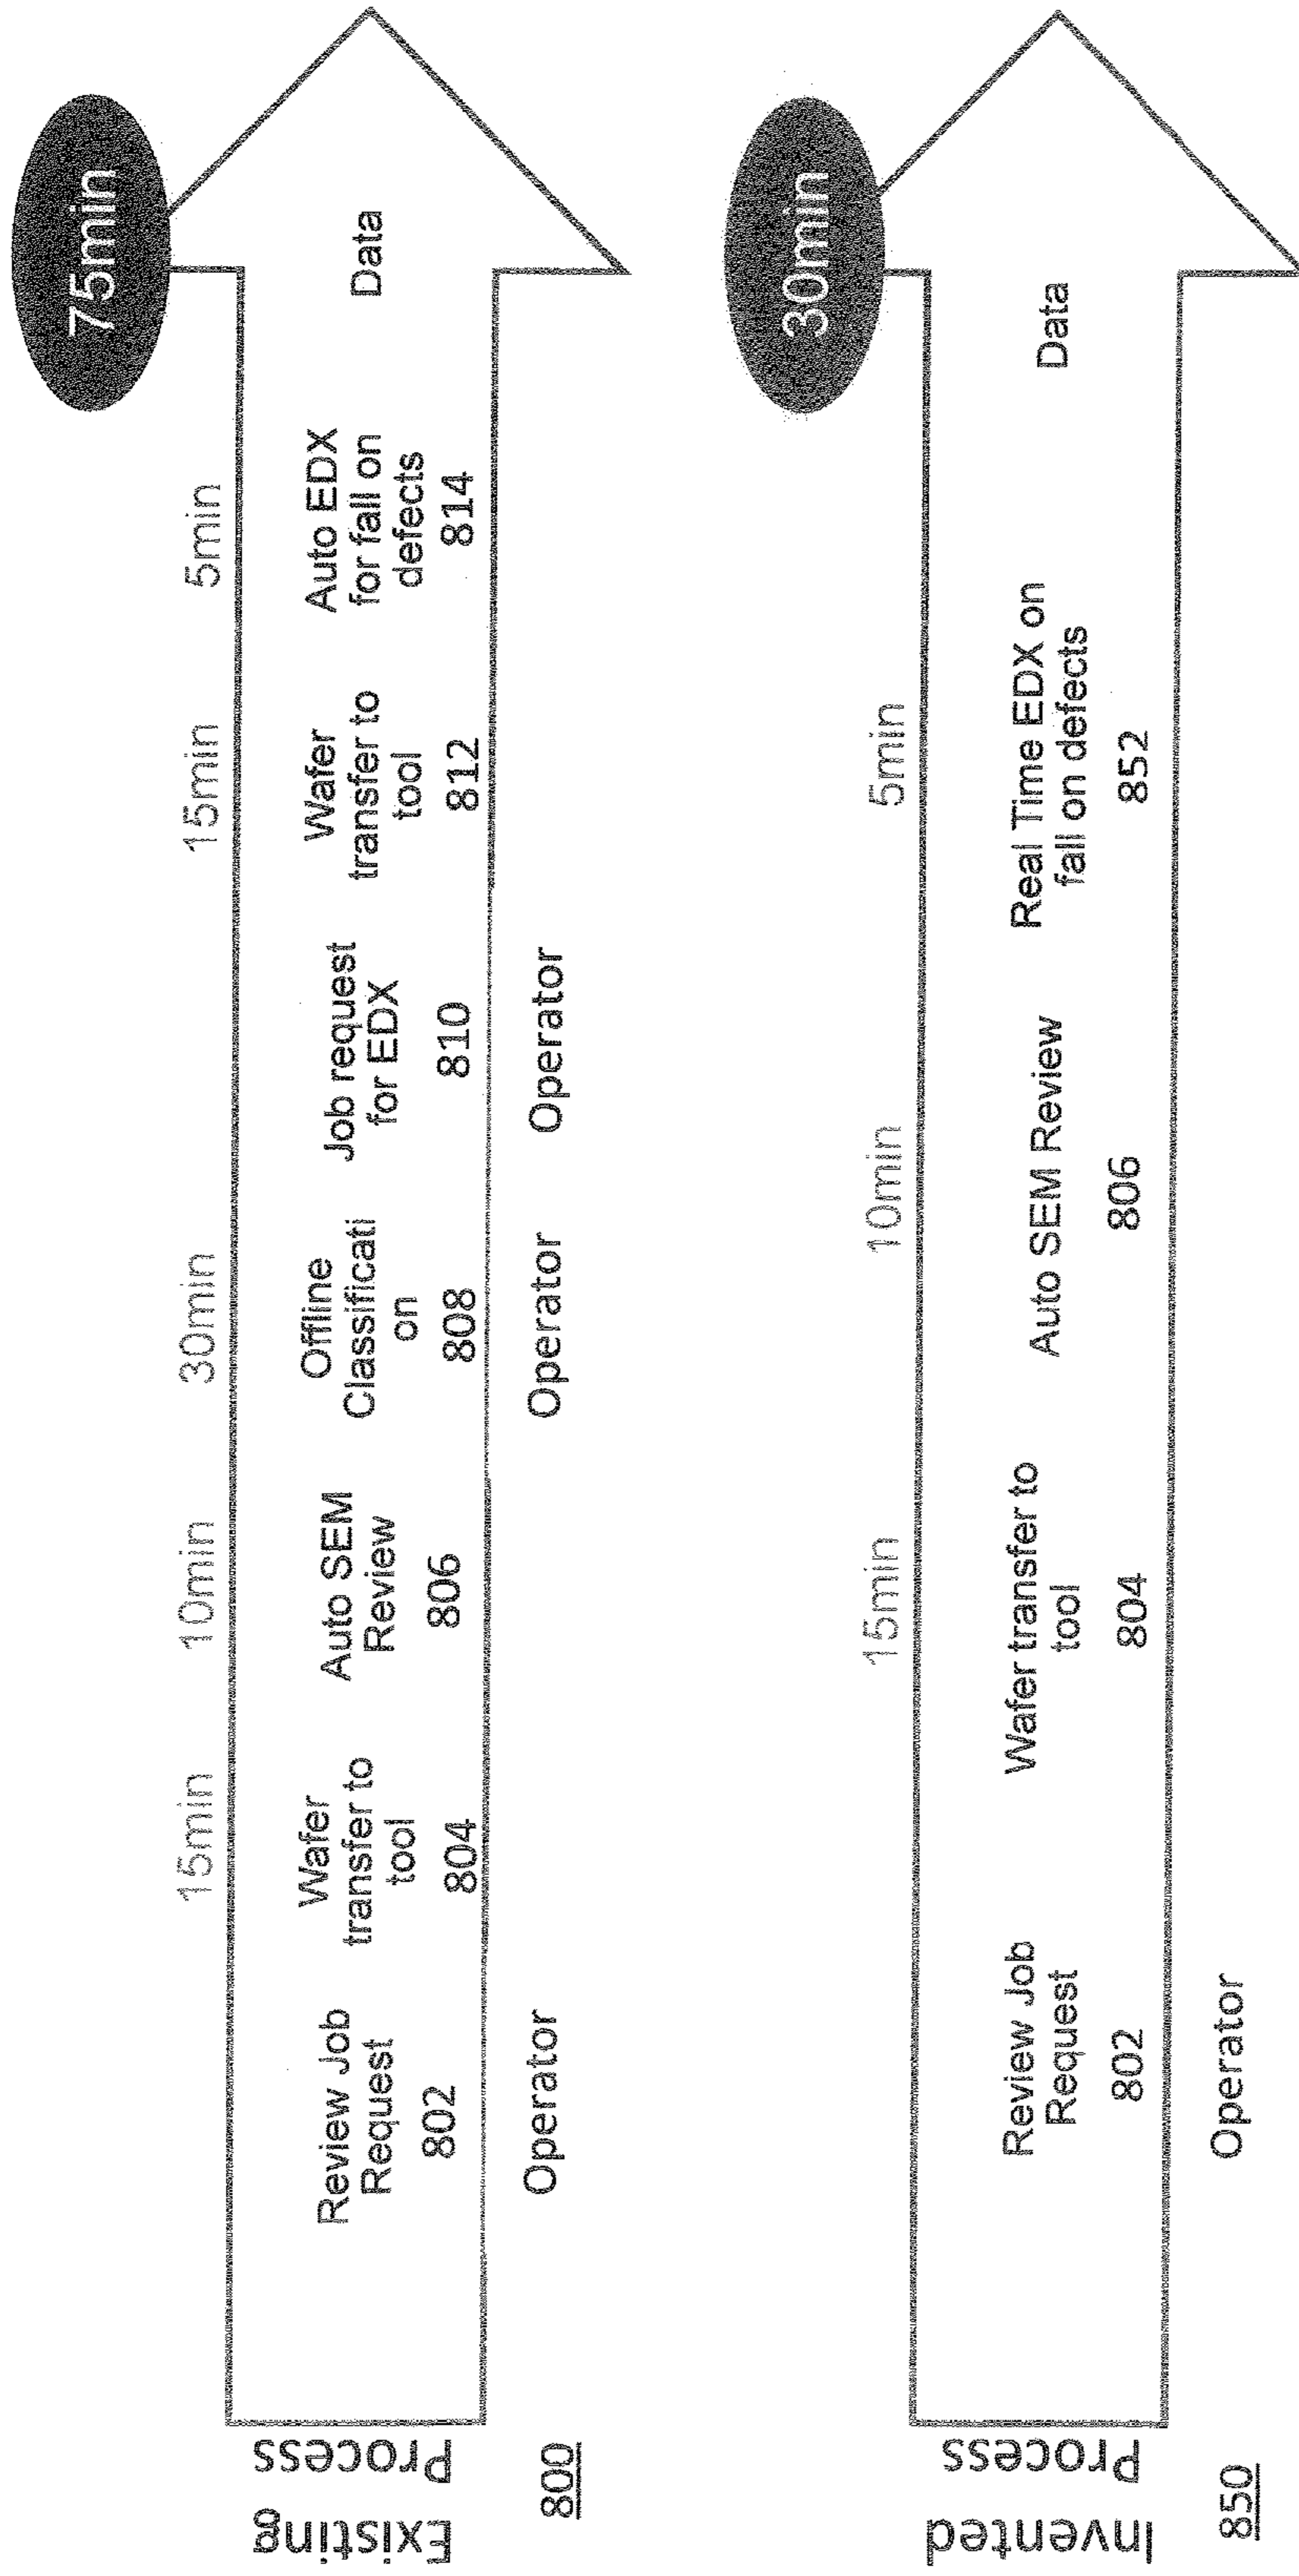 Existing
Process
800
75min
15min
10min
30min
15min
5min
Review Job
Request
802
Wafer
transfer to
tool
804
Auto SEM
Review
806
Offline
Classificati
on
808
Job request
for EDX
810
Wafer
transfer to
tool
812
Auto EDX
for fall on
defects
814
Data
Operator
Operator
Operator
Invented
Process
850
30min
15min
10min
5min
Review Job
Request
802
Wafer transfer to
tool
804
Auto SEM Review
806
Real Time EDX on
fall on defects
852
Data
Operator